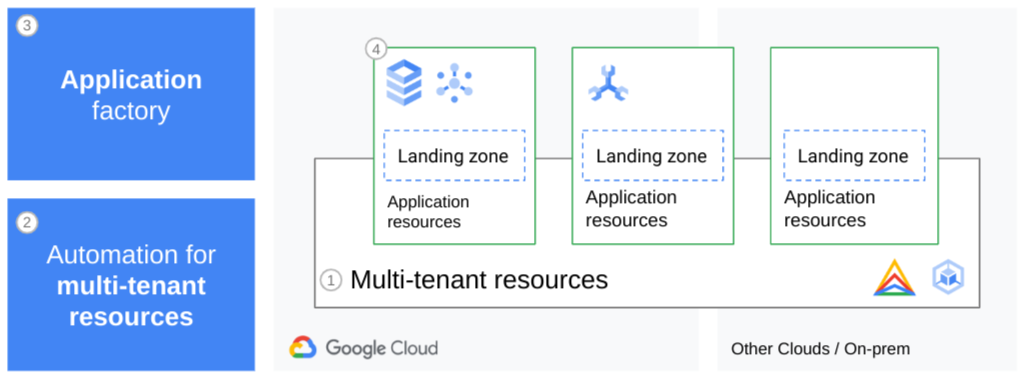 3
Application
factory
2
Automation for
multi-tenant
resources
4
Landing zone
Application
resources
Landing zone
Application
resources
Landing zone
Application
resources
1 Multi-tenant resources
Google Cloud
Other Clouds / On-prem